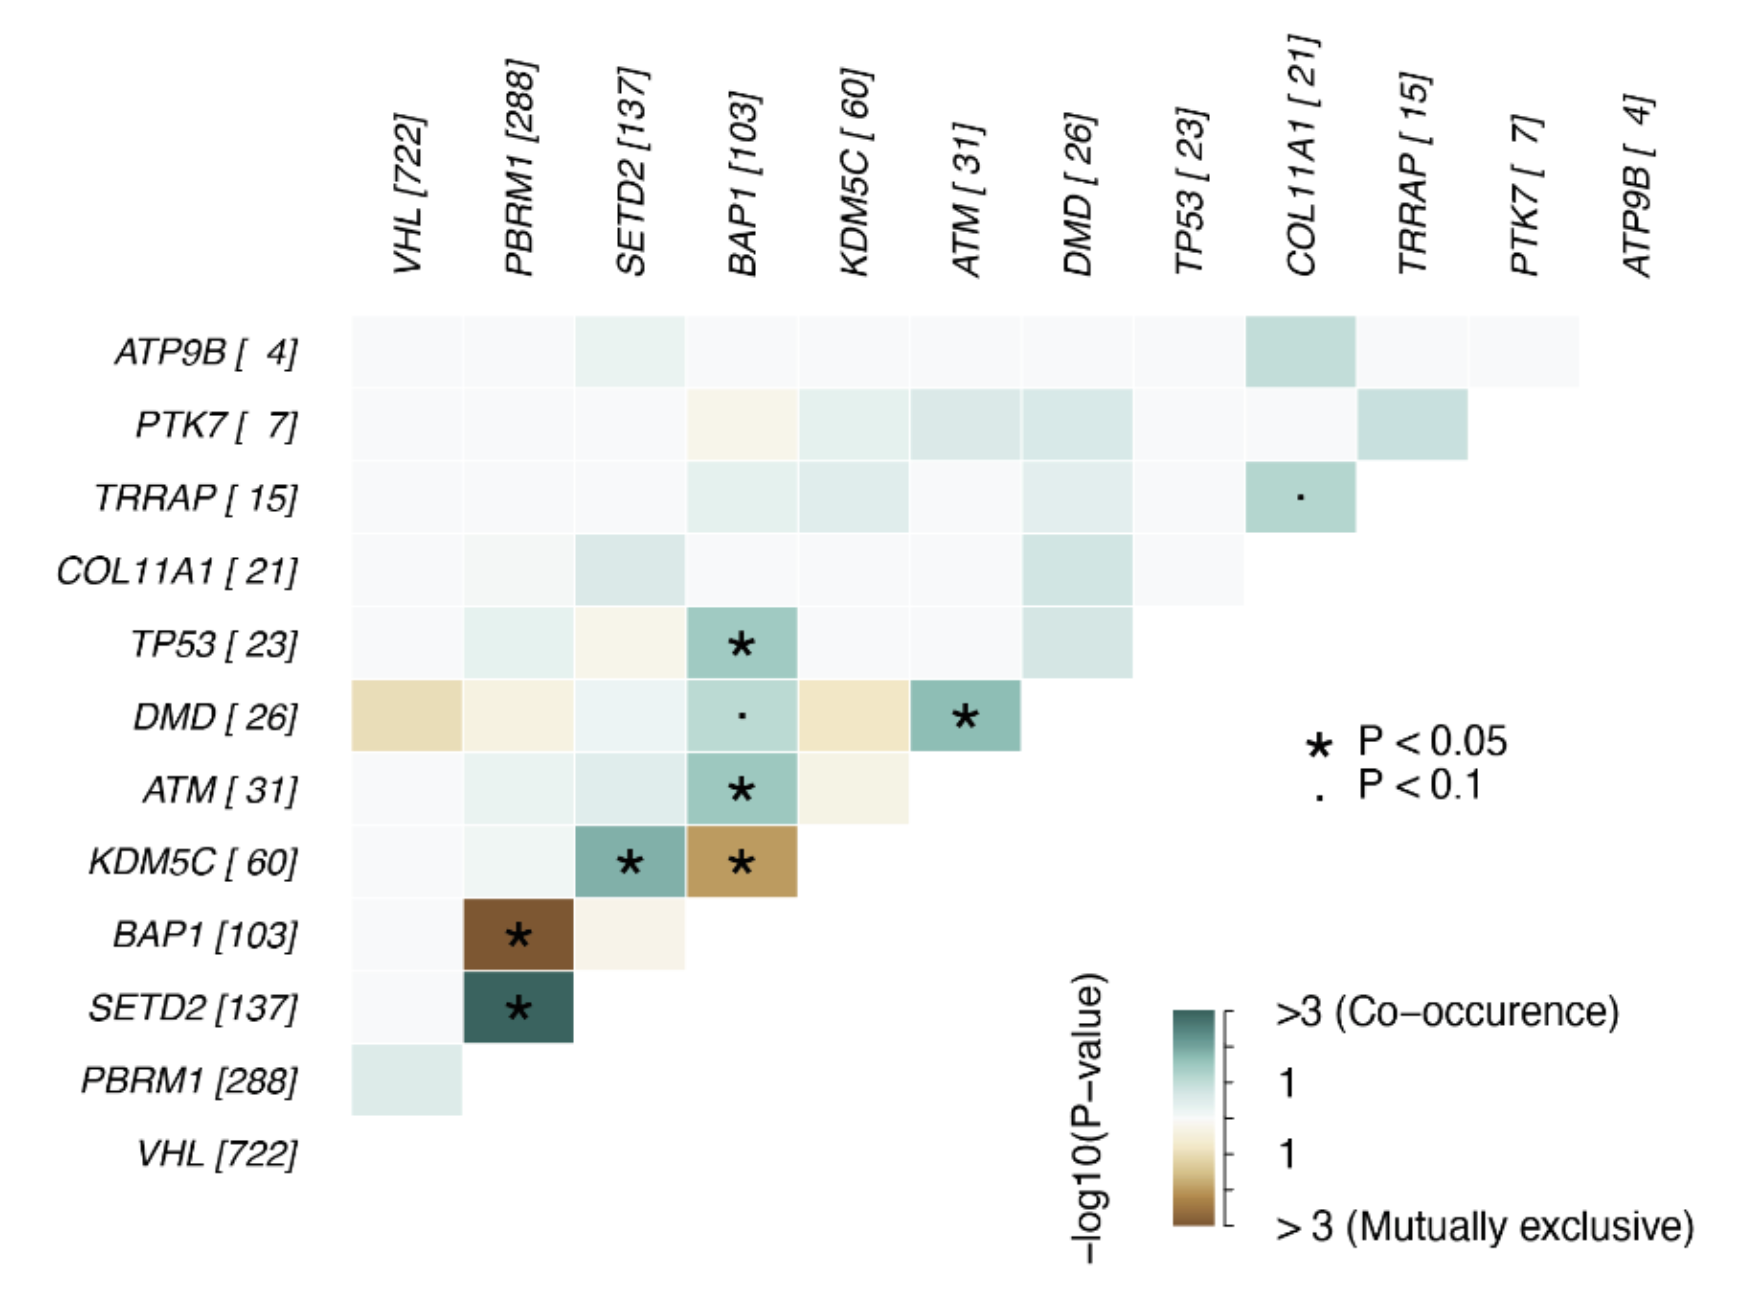 VHL [722]
PBRM1 [288]
SETD2 [137]
BAP1 [103]
KDM5C [ 60]
ATM [ 31]
DMD [ 26]
TP53 [ 23]
COL11A1 [ 21]
TRRAP [ 15]
PTK7 [  7]
ATP9B [  4]
ATP9B [  4]
PTK7 [  7]
TRRAP [ 15]
·
COL11A1 [ 21]
TP53 [ 23]
*
DMD [ 26]
· *
ATM [ 31]
*
KDM5C [ 60]
* *
BAP1 [103]
*
SETD2 [137]
*
PBRM1 [288]
VHL [722]
* P < 0.05
· P < 0.1
−log10(P−value)
>3 (Co−occurence)
1
1
> 3 (Mutually exclusive)